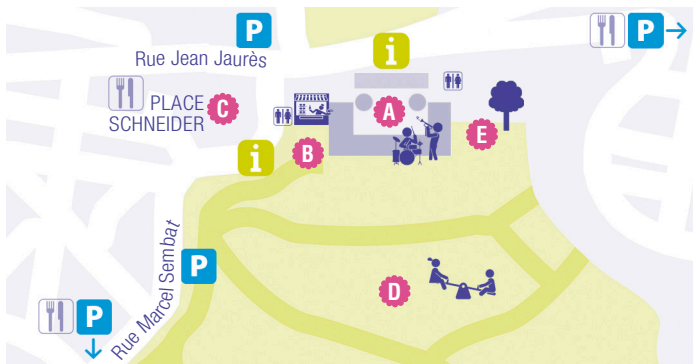 P
P
Rue Jean Jaurès
i
PLACE
SCHNEIDER
C
A
B
E
i
Rue Marcel Sembat
P
D
P